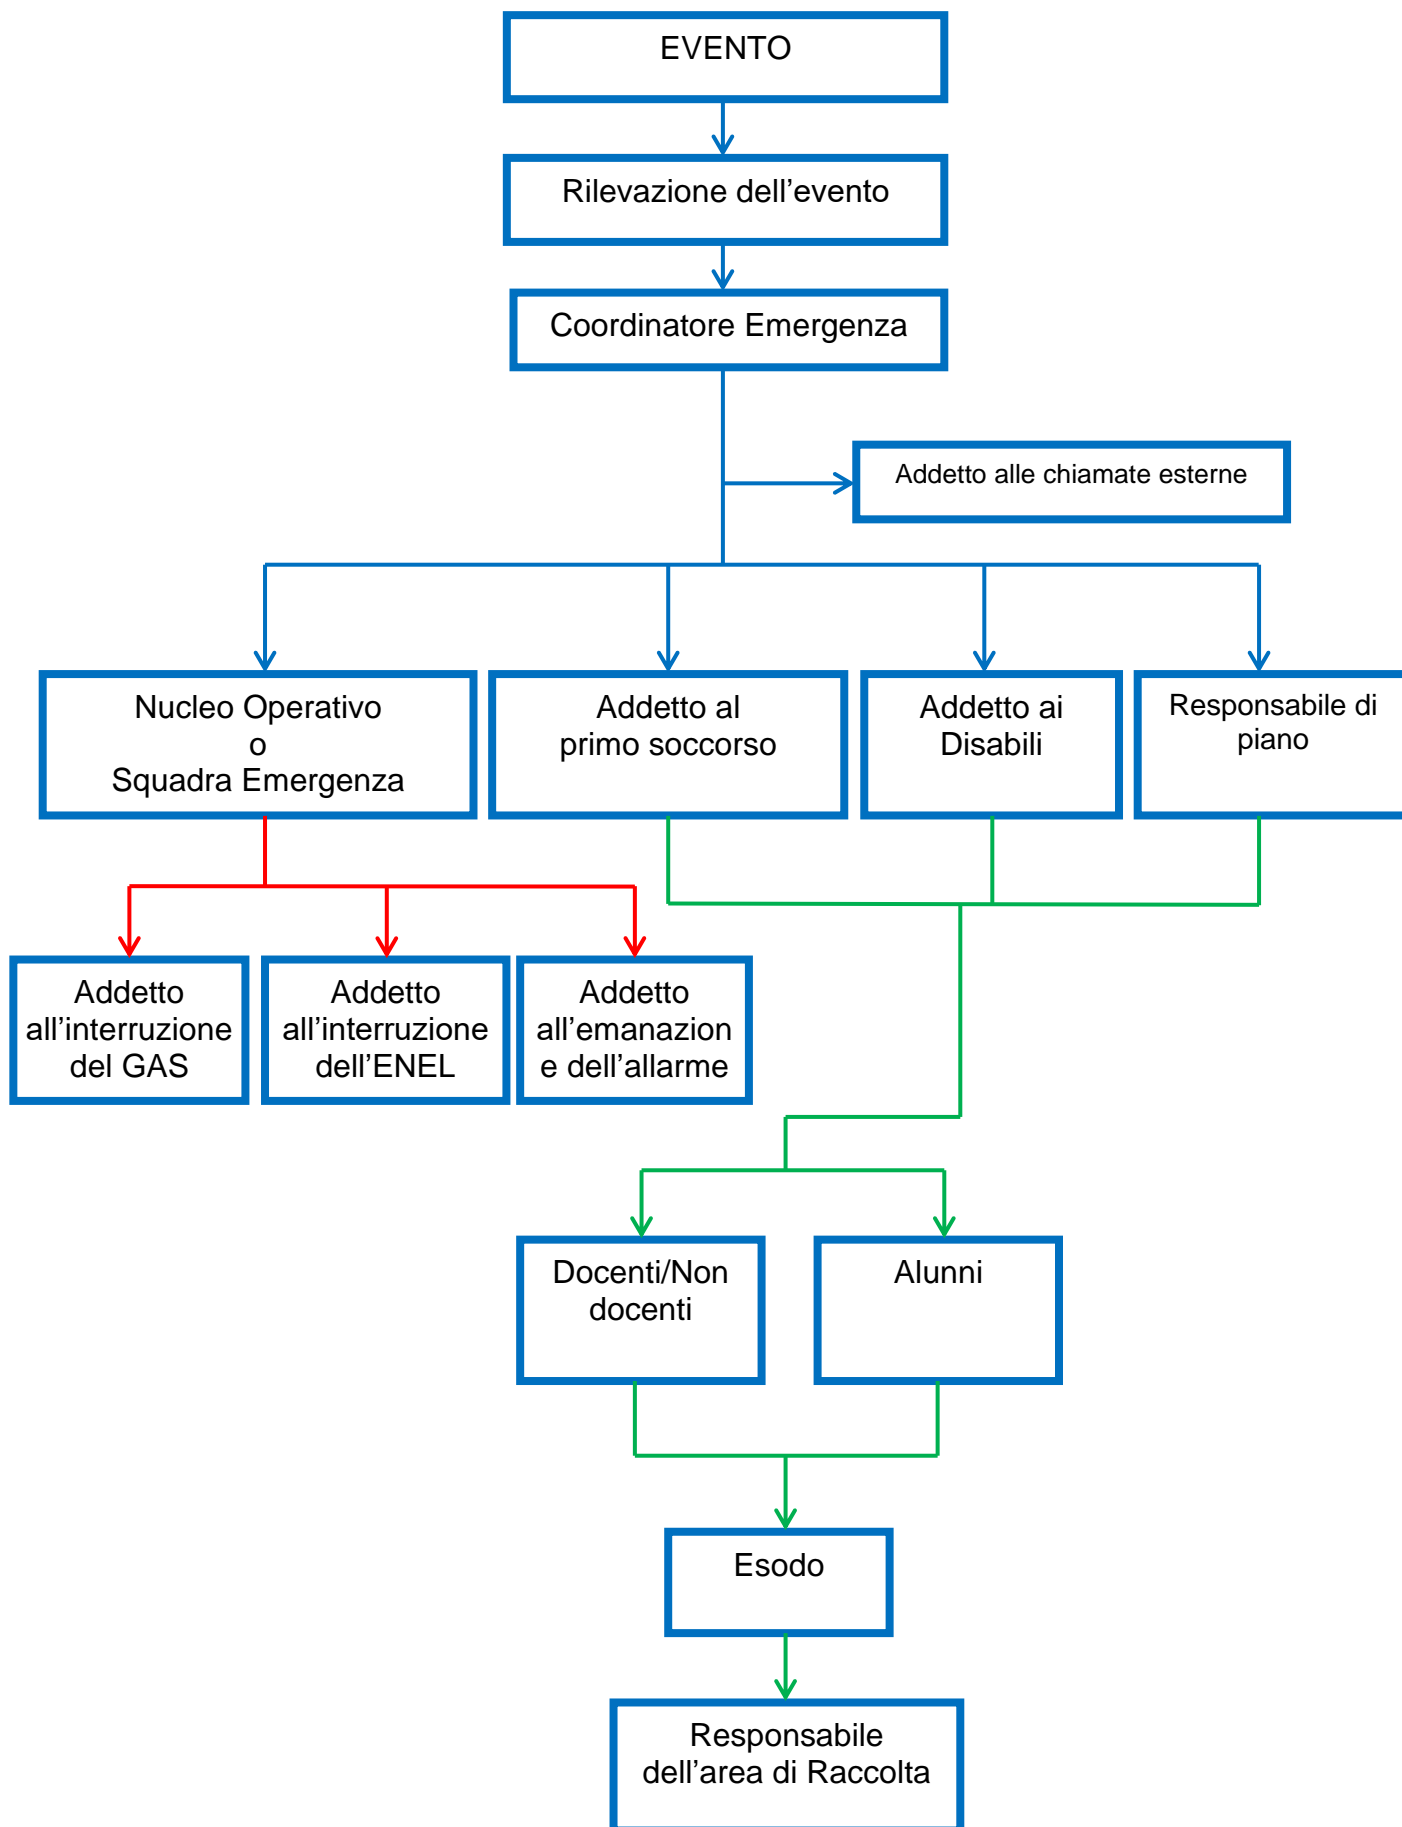 EVENTO
Rilevazione dell’evento
Coordinatore Emergenza
Addetto alle chiamate esterne
Nucleo Operativo
o
Squadra Emergenza
Addetto al
primo soccorso
Addetto ai
Disabili
Responsabile di
piano
Addetto
all’interruzione
del GAS
Addetto
all’interruzione
dell’ENEL
Addetto
all’emanazion
e dell’allarme
Docenti/Non
docenti
Alunni
Esodo
Responsabile
dell’area di Raccolta